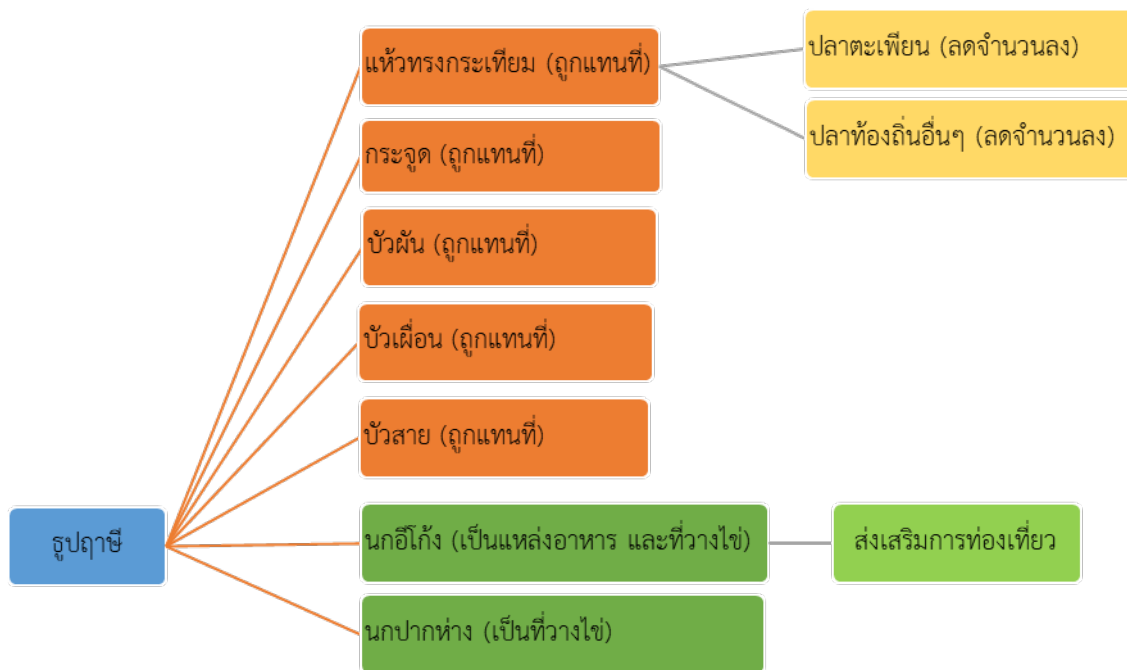 แห้วทรงกระเทียม (ถูกแทนที่)
ปลาตะเพียน (ลดจำนวนลง)
ปลาท้องถิ่นอื่นๆ (ลดจำนวนลง)
กระจูด (ถูกแทนที่)
บัวผัน (ถูกแทนที่)
บัวเผื่อน (ถูกแทนที่)
บัวสาย (ถูกแทนที่)
ธูปฤาษี
นกอีโก้ง (เป็นแหล่งอาหาร และที่วางไข่)
ส่งเสริมการท่องเที่ยว
นกปากห่าง (เป็นที่วางไข่)